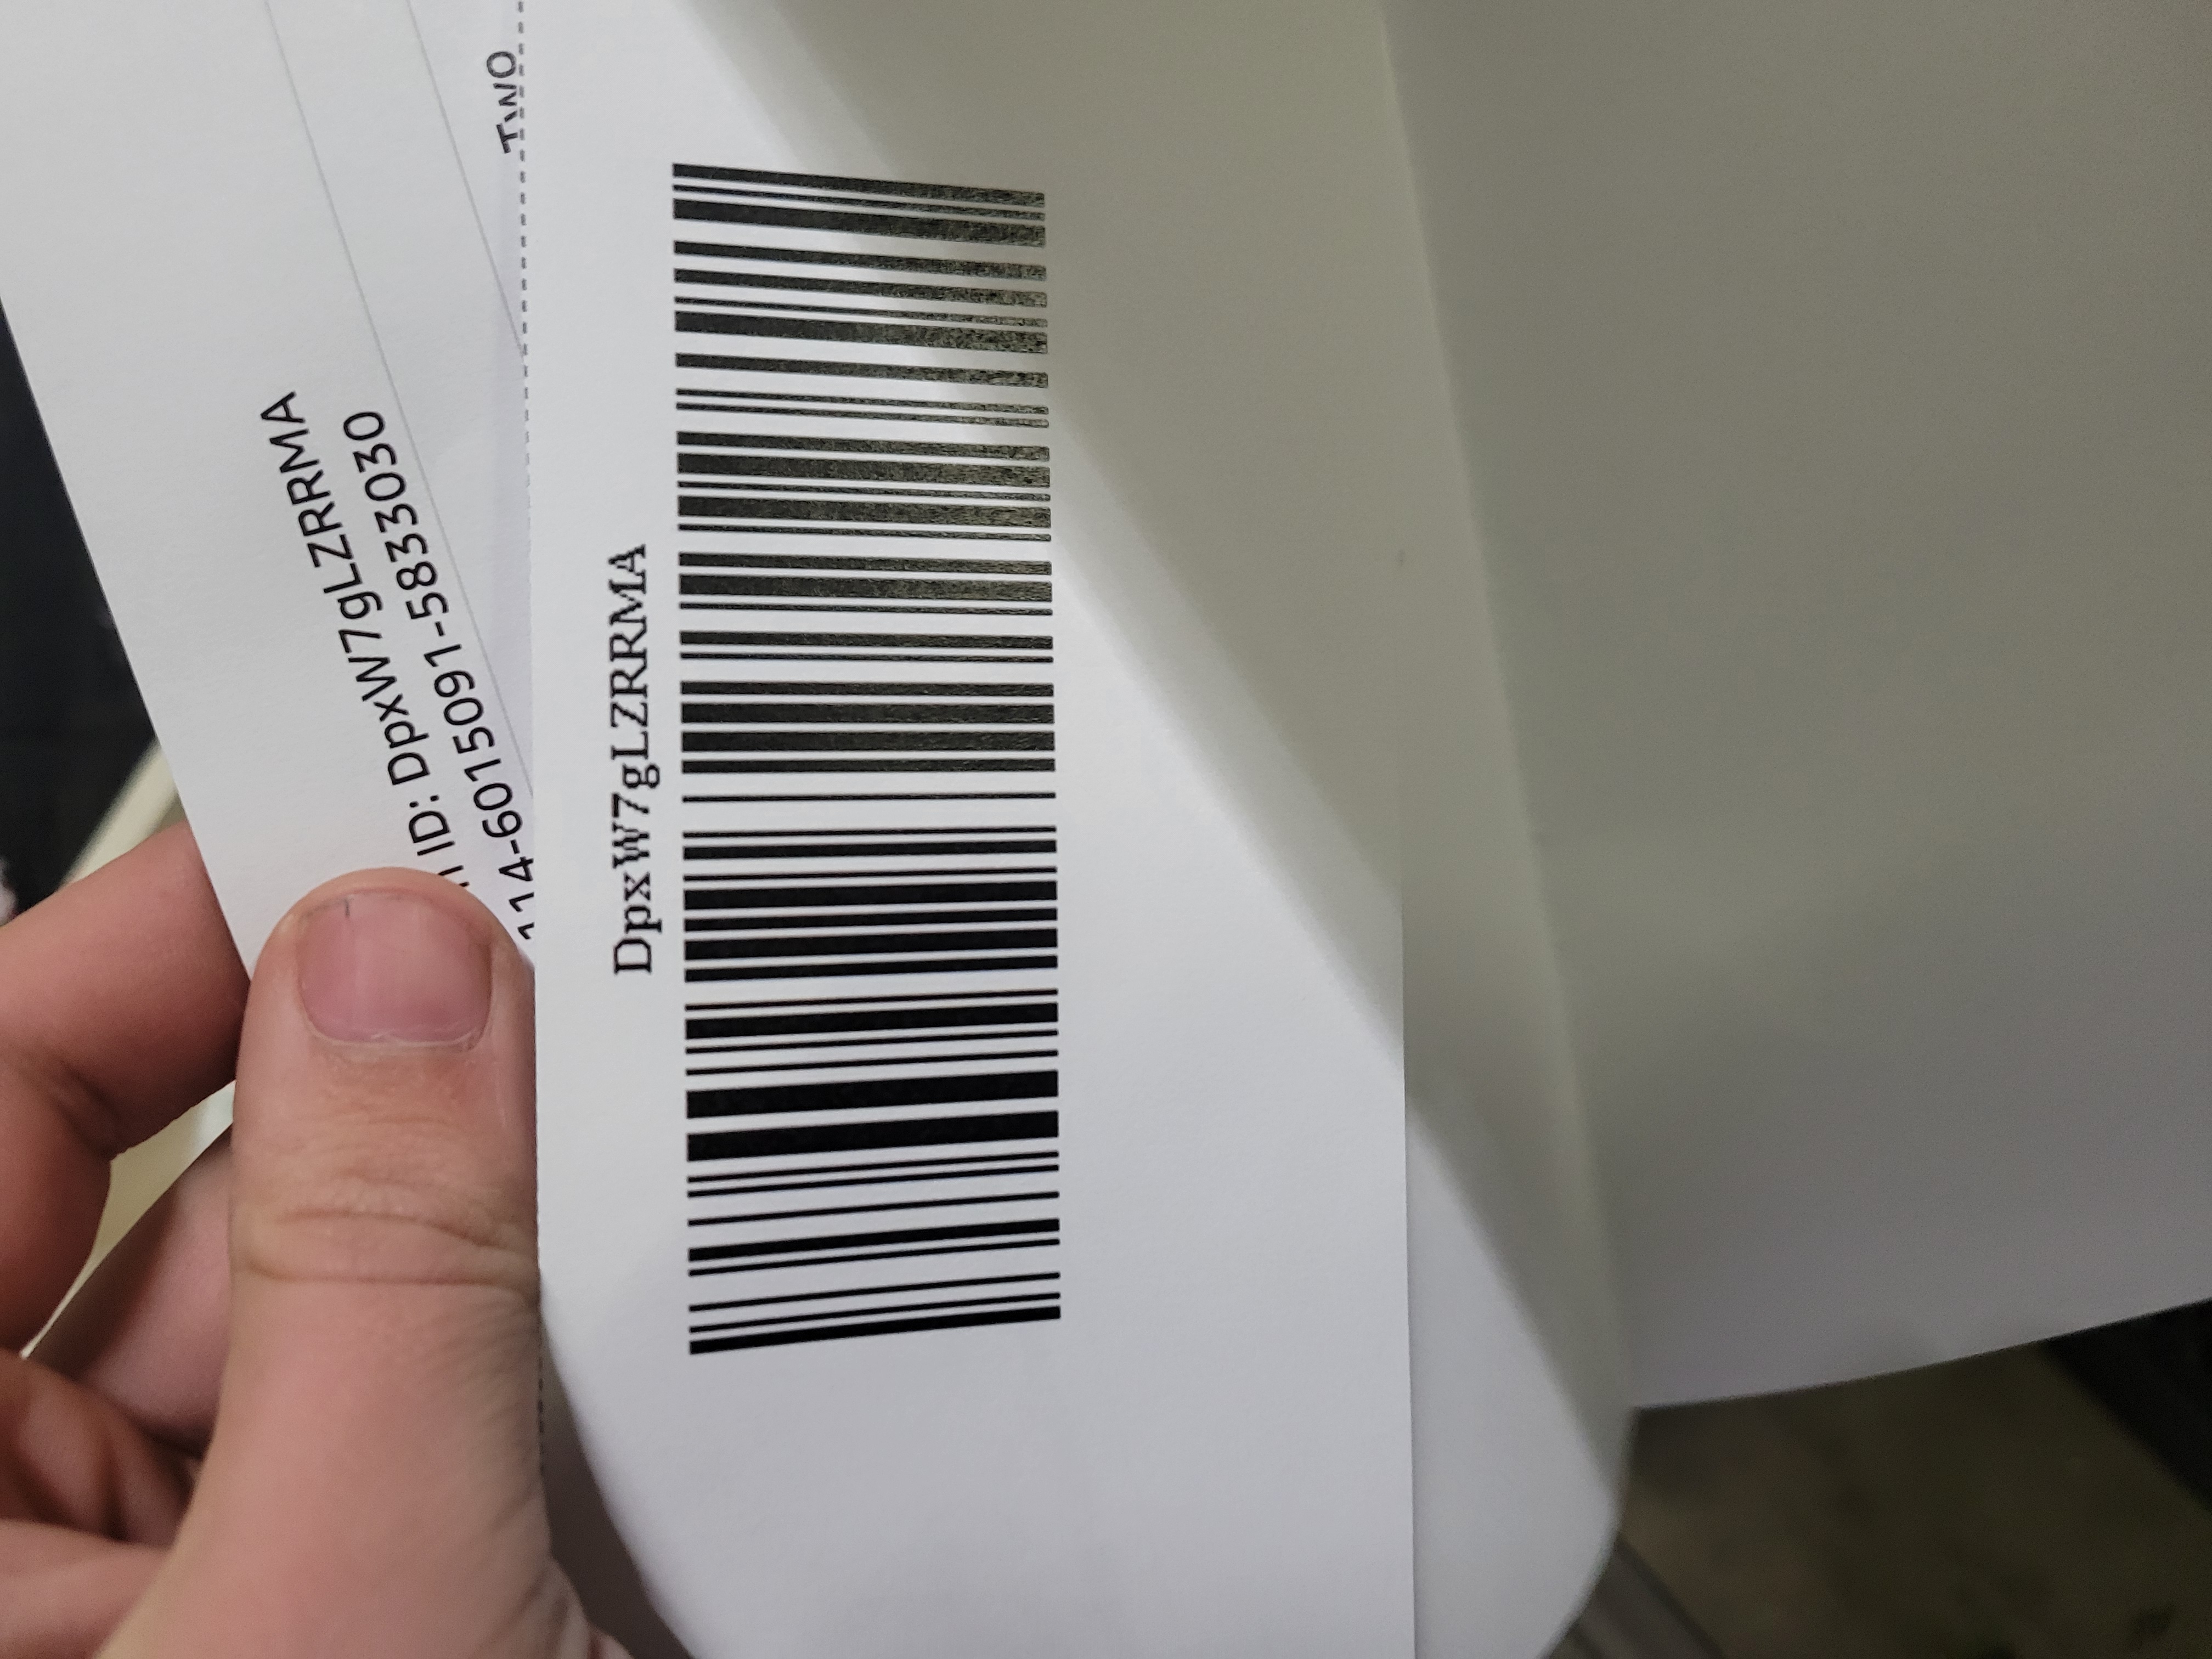 ID: DpxW7gLZRRMA
114-6015091-5833030
TWO
DpxW7gLZRRMA